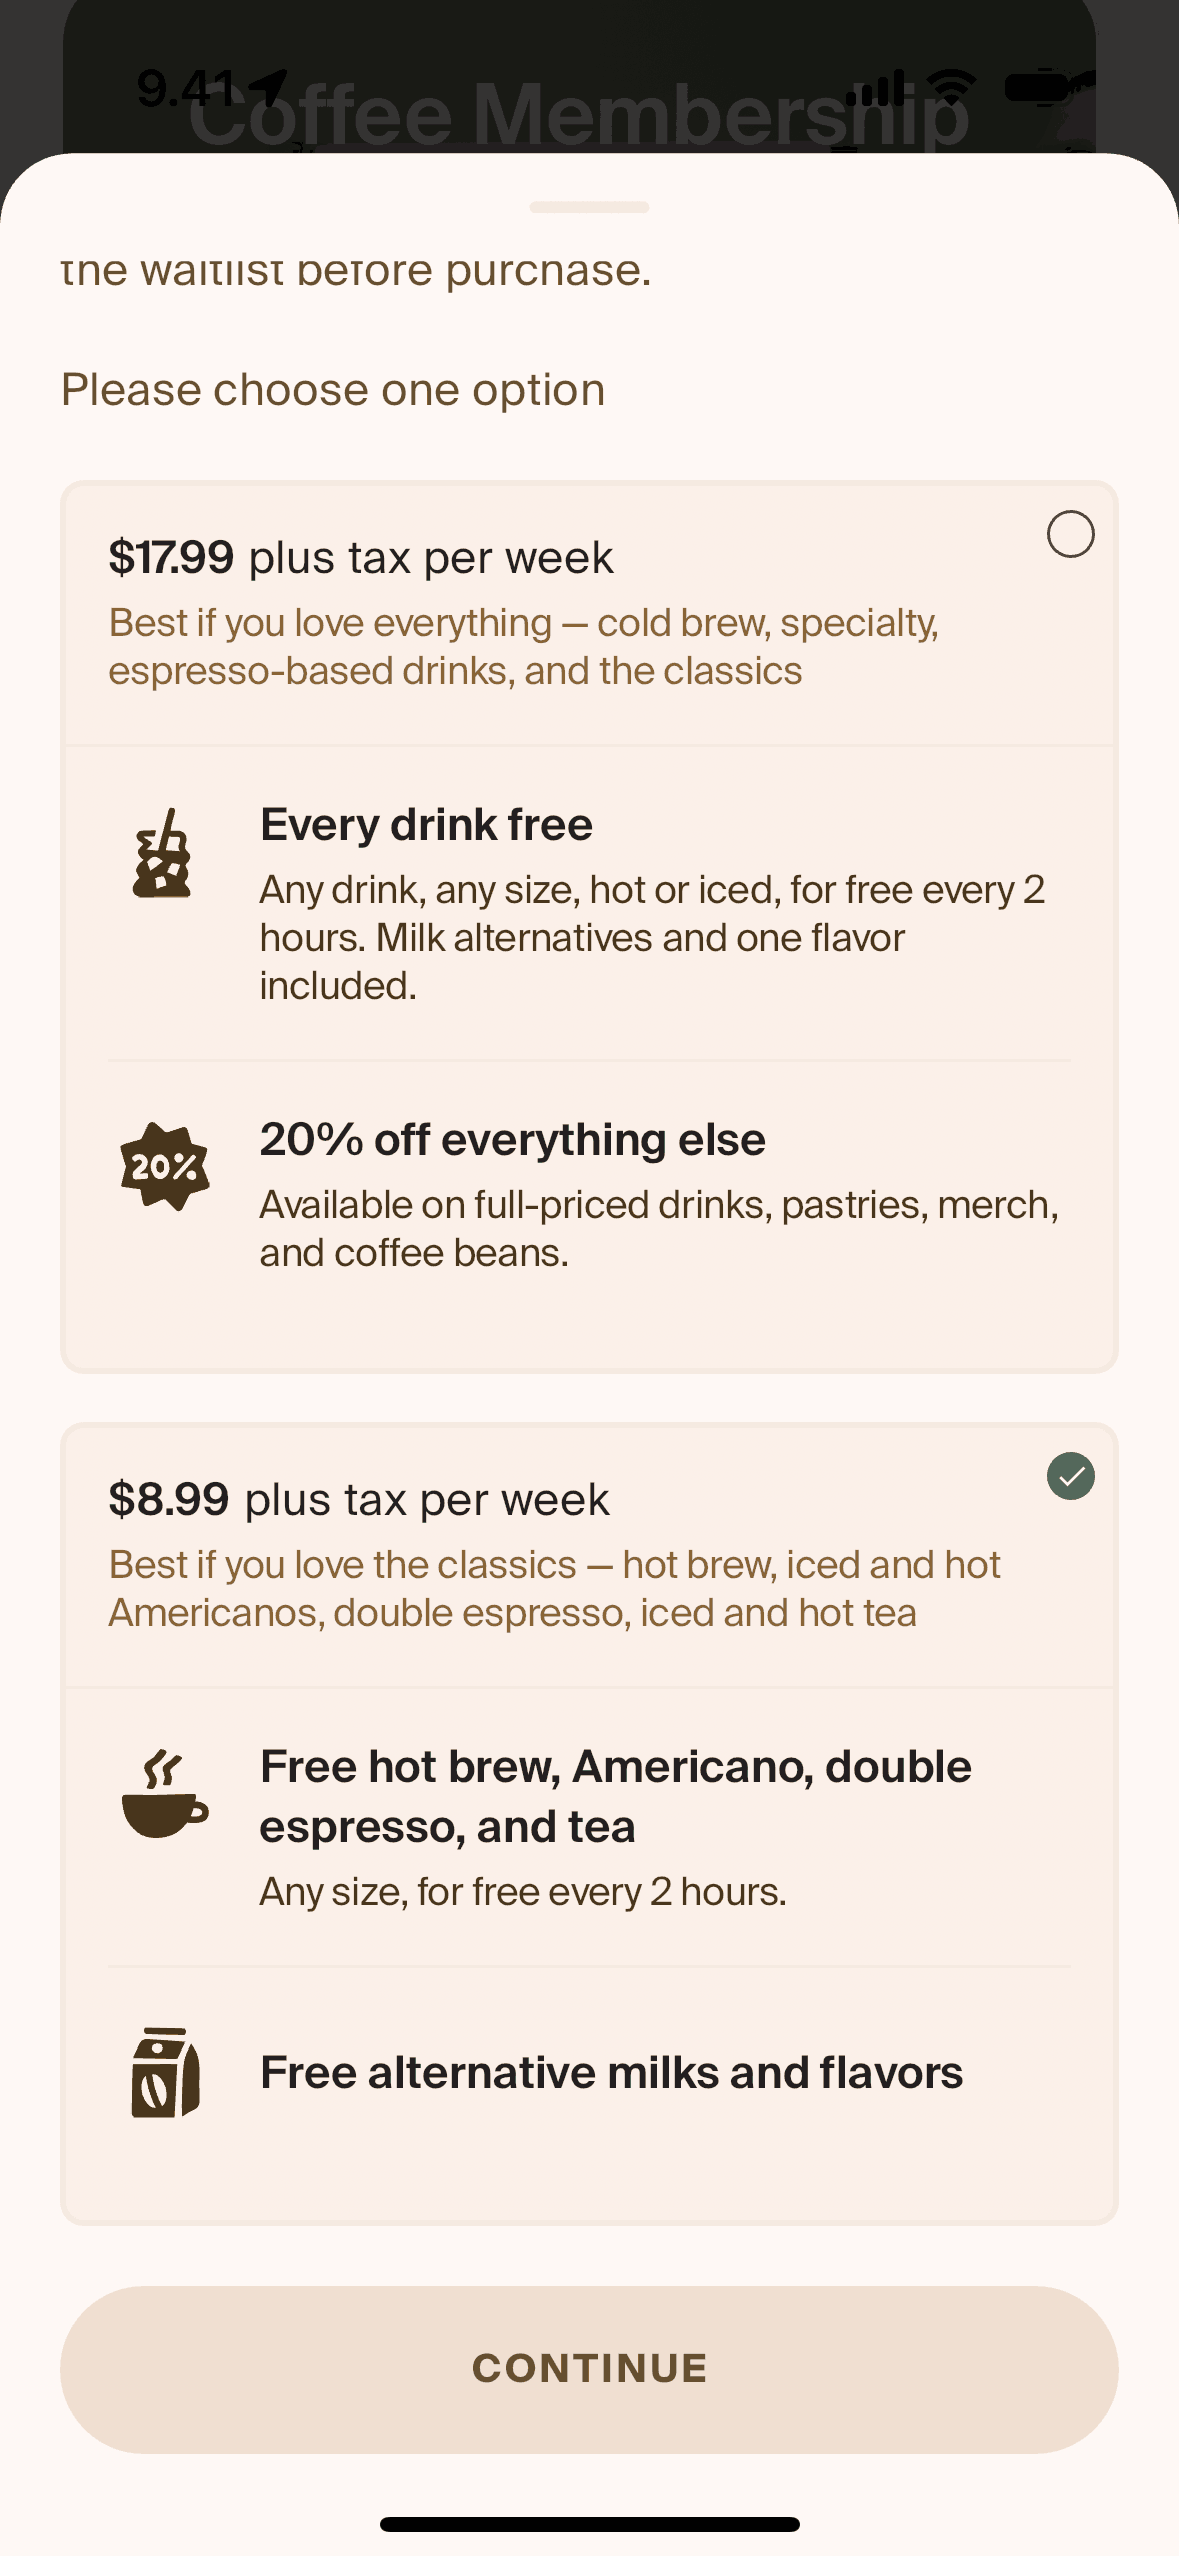 9.41
Coffee Membership
the waitlist before purchase.
Please choose one option
$17.99 plus tax per week
Best if you love everything — cold brew, specialty,
espresso-based drinks, and the classics
Every drink free
Any drink, any size, hot or iced, for free every 2
hours. Milk alternatives and one flavor
included.
20%
20% off everything else
Available on full-priced drinks, pastries, merch,
and coffee beans.
$8.99 plus tax per week
Best if you love the classics — hot brew, iced and hot
Americanos, double espresso, iced and hot tea
Free hot brew, Americano, double
espresso, and tea
Any size, for free every 2 hours.
Free alternative milks and flavors
CONTINUE